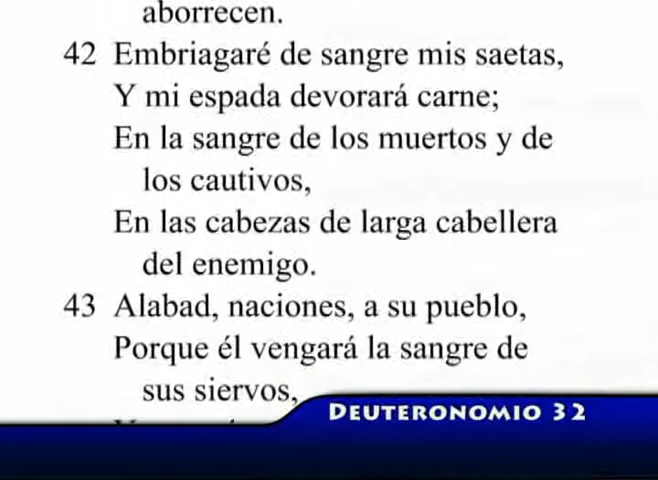 aborrecen.
42 Embriagaré de sangre mis saetas,
Y mi espada devorará carne;
En la sangre de los muertos y de
los cautivos,
En las cabezas de larga cabellera
del enemigo.
43 Alabad, naciones, a su pueblo,
Porque él vengará la sangre de
sus siervos,
DEUTERONOMIO 32